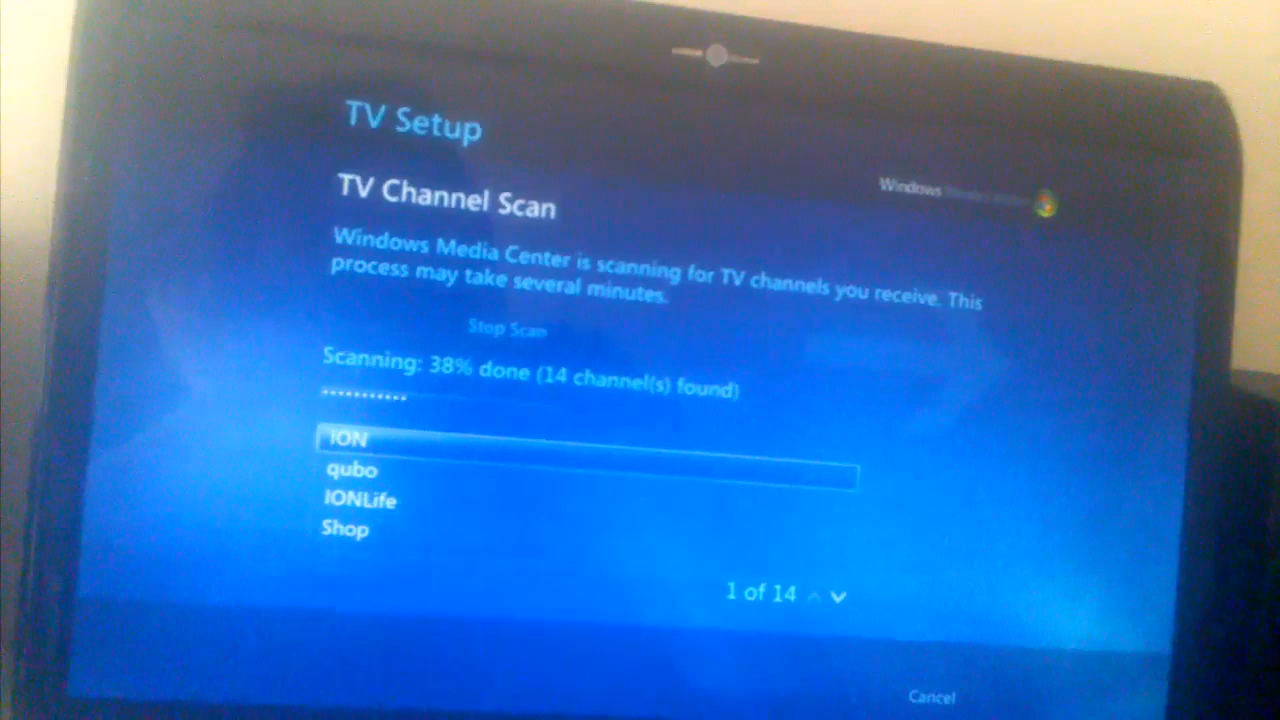 TV Setup
Windows
TV Channel Scan
Windows Media Center is scanning for TV channels you receive. This
process may take several minutes.
Stop Scan
Scanning: 38% done (14 channel(s) found)
ION
qubo
IONLife
Shop
1 of 14
Cancel